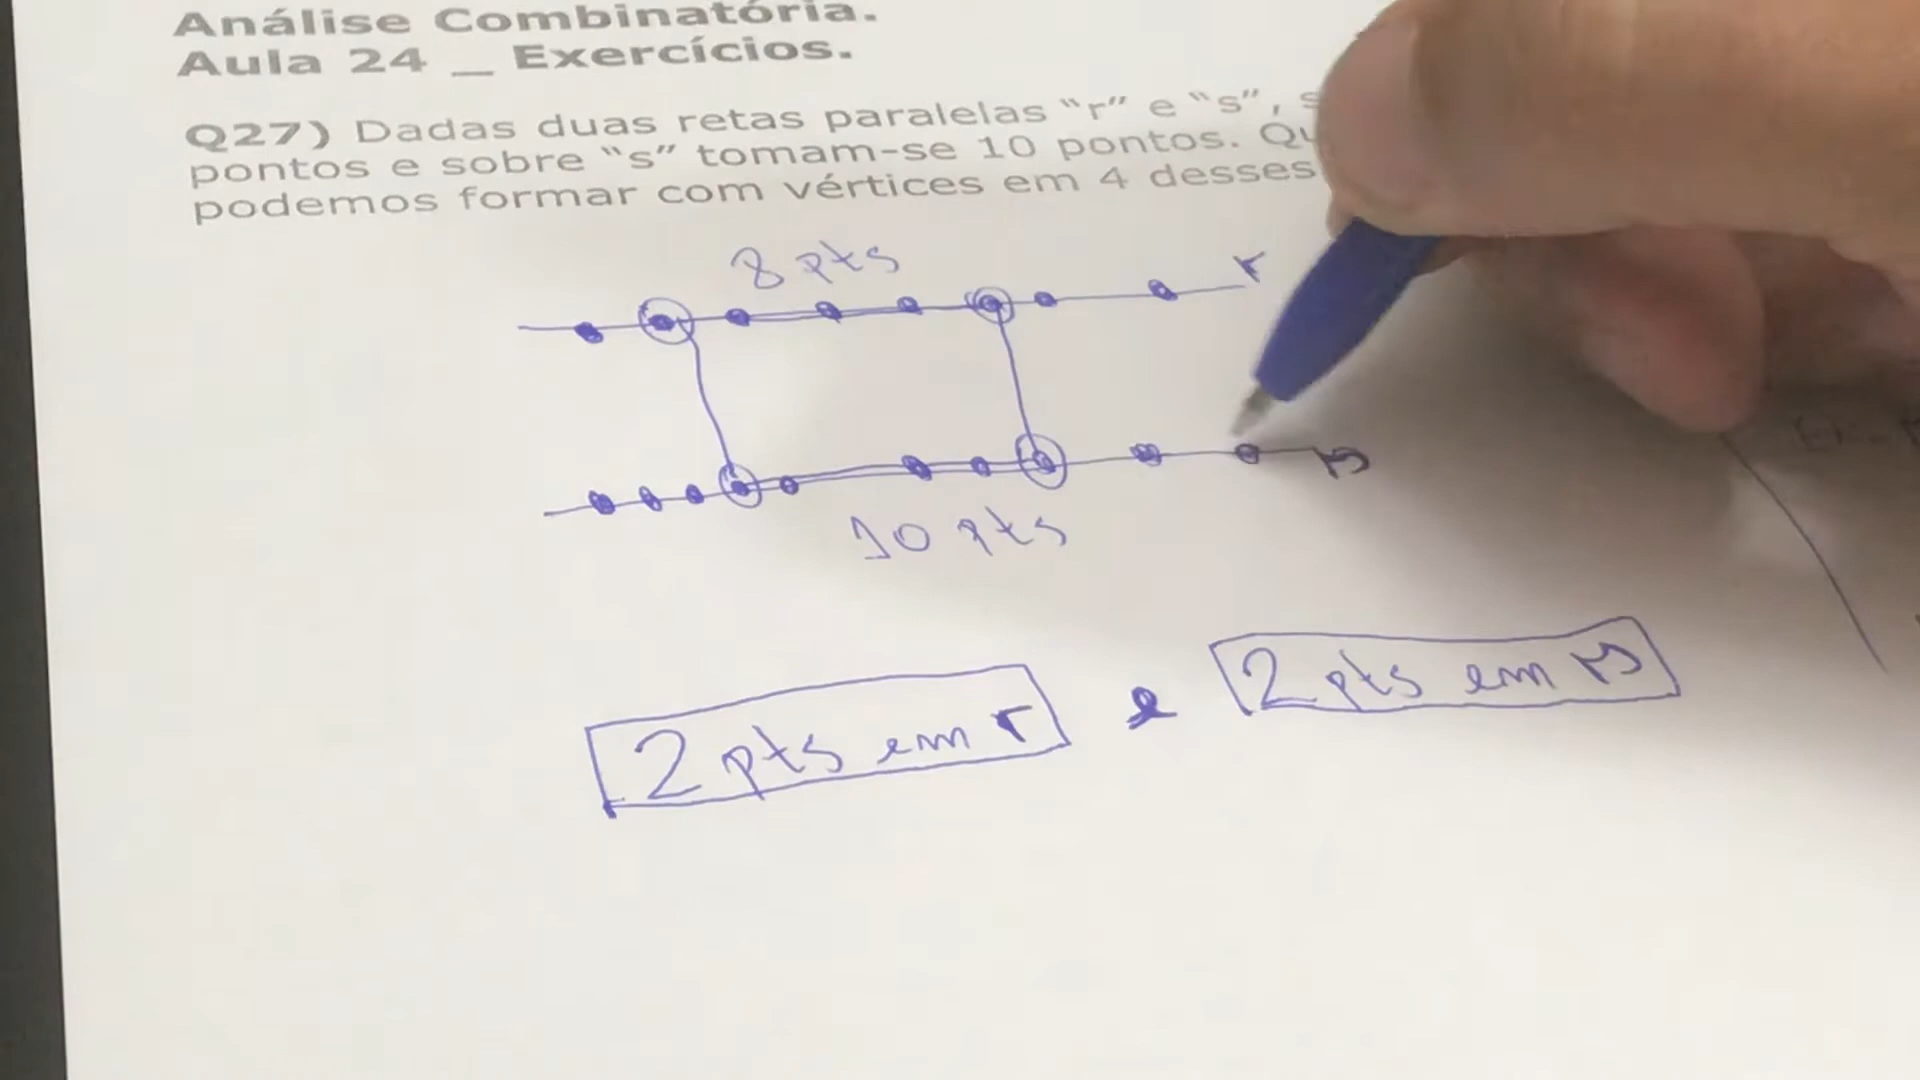 Análise Combinatória.
Aula 24 _ Exercícios.
Q27) Dadas duas retas paralelas "r" e "s", s
pontos e sobre "s" tomam-se 10 pontos. Qu
podemos formar com vértices em 4 desses
8 pts
r
s
10 pts
2 pts em r e 2 pts em s